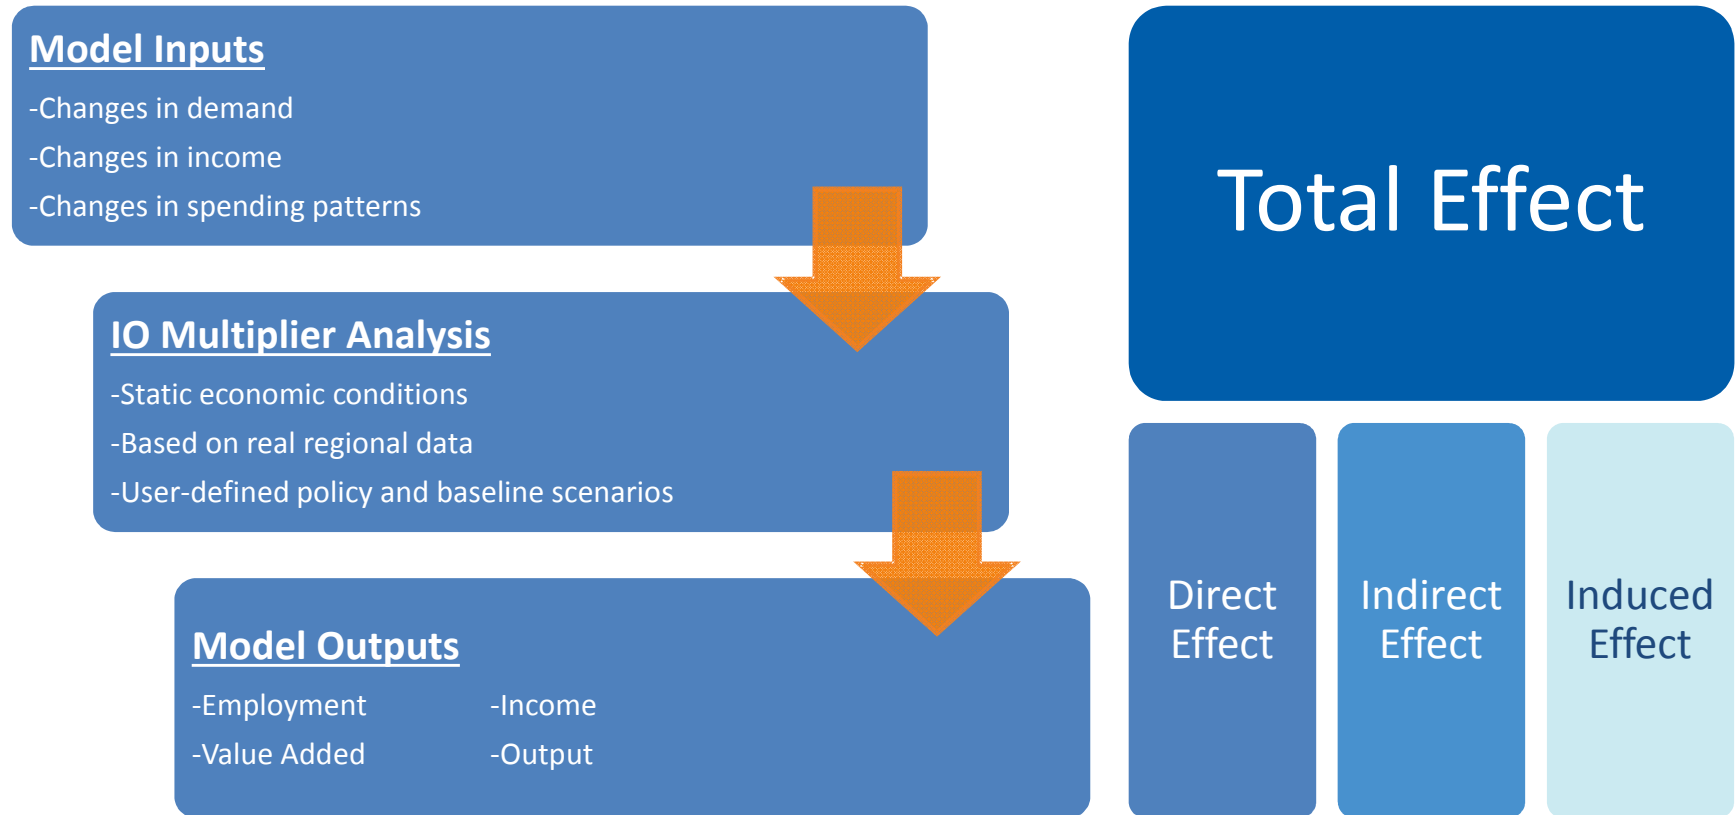 Model Inputs
-Changes in demand
-Changes in income
-Changes in spending patterns
IO Multiplier Analysis
-Static economic conditions
-Based on real regional data
-User-defined policy and baseline scenarios
Model Outputs
-Employment -Income
-Value Added -Output
Total Effect
Direct
Effect
Indirect
Effect
Induced
Effect